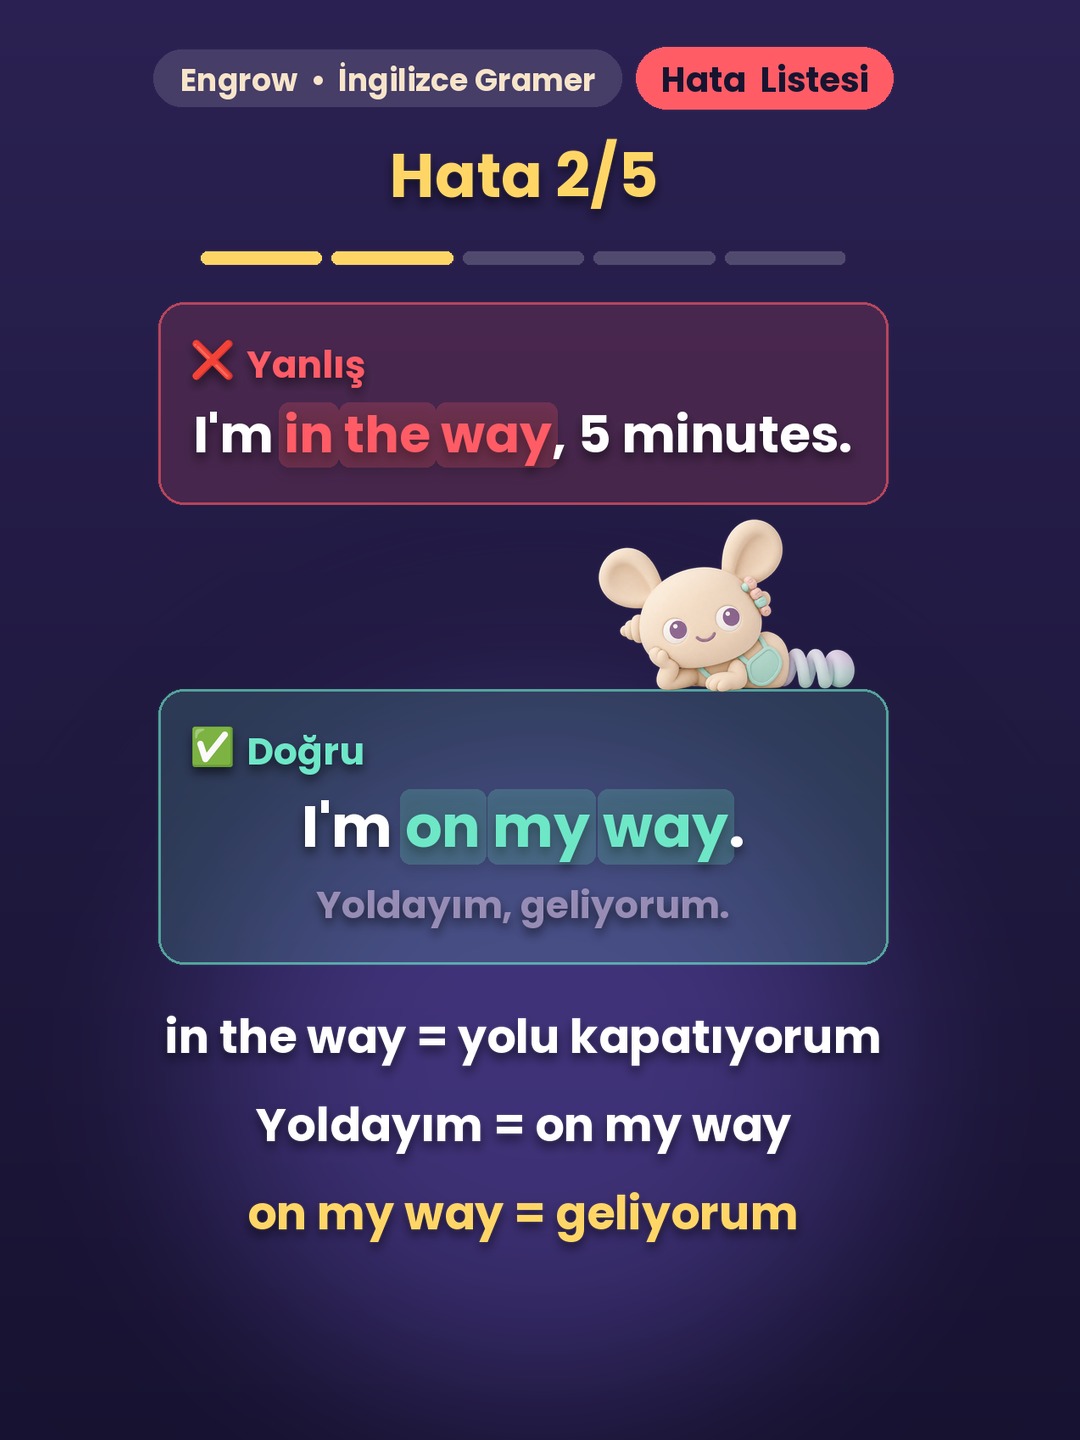 Engrow • İngilizce Gramer
Hata Listesi
Hata 2/5
❌ Yanlış
I'm in the way, 5 minutes.
✅ Doğru
I'm on my way.
Yoldayım, geliyorum.
in the way = yolu kapatıyorum
Yoldayım = on my way
on my way = geliyorum